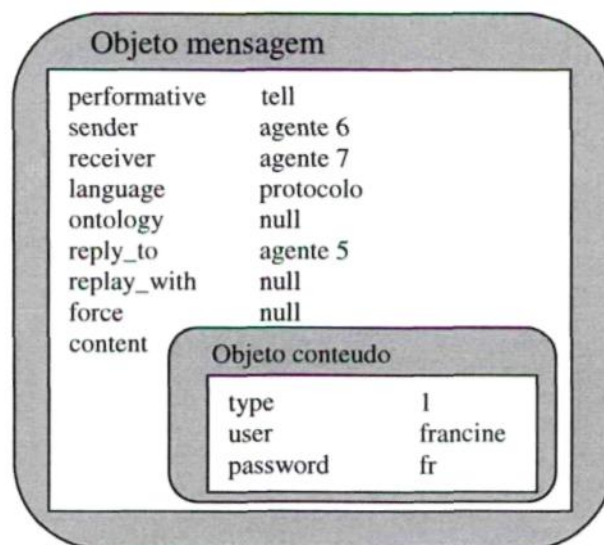 Objeto mensagem
performative tell
sender agente 6
receiver agente 7
language protocolo
ontology null
reply_to agente 5
replay_with null
force null
content
Objeto conteudo
type 1
user francine
password fr